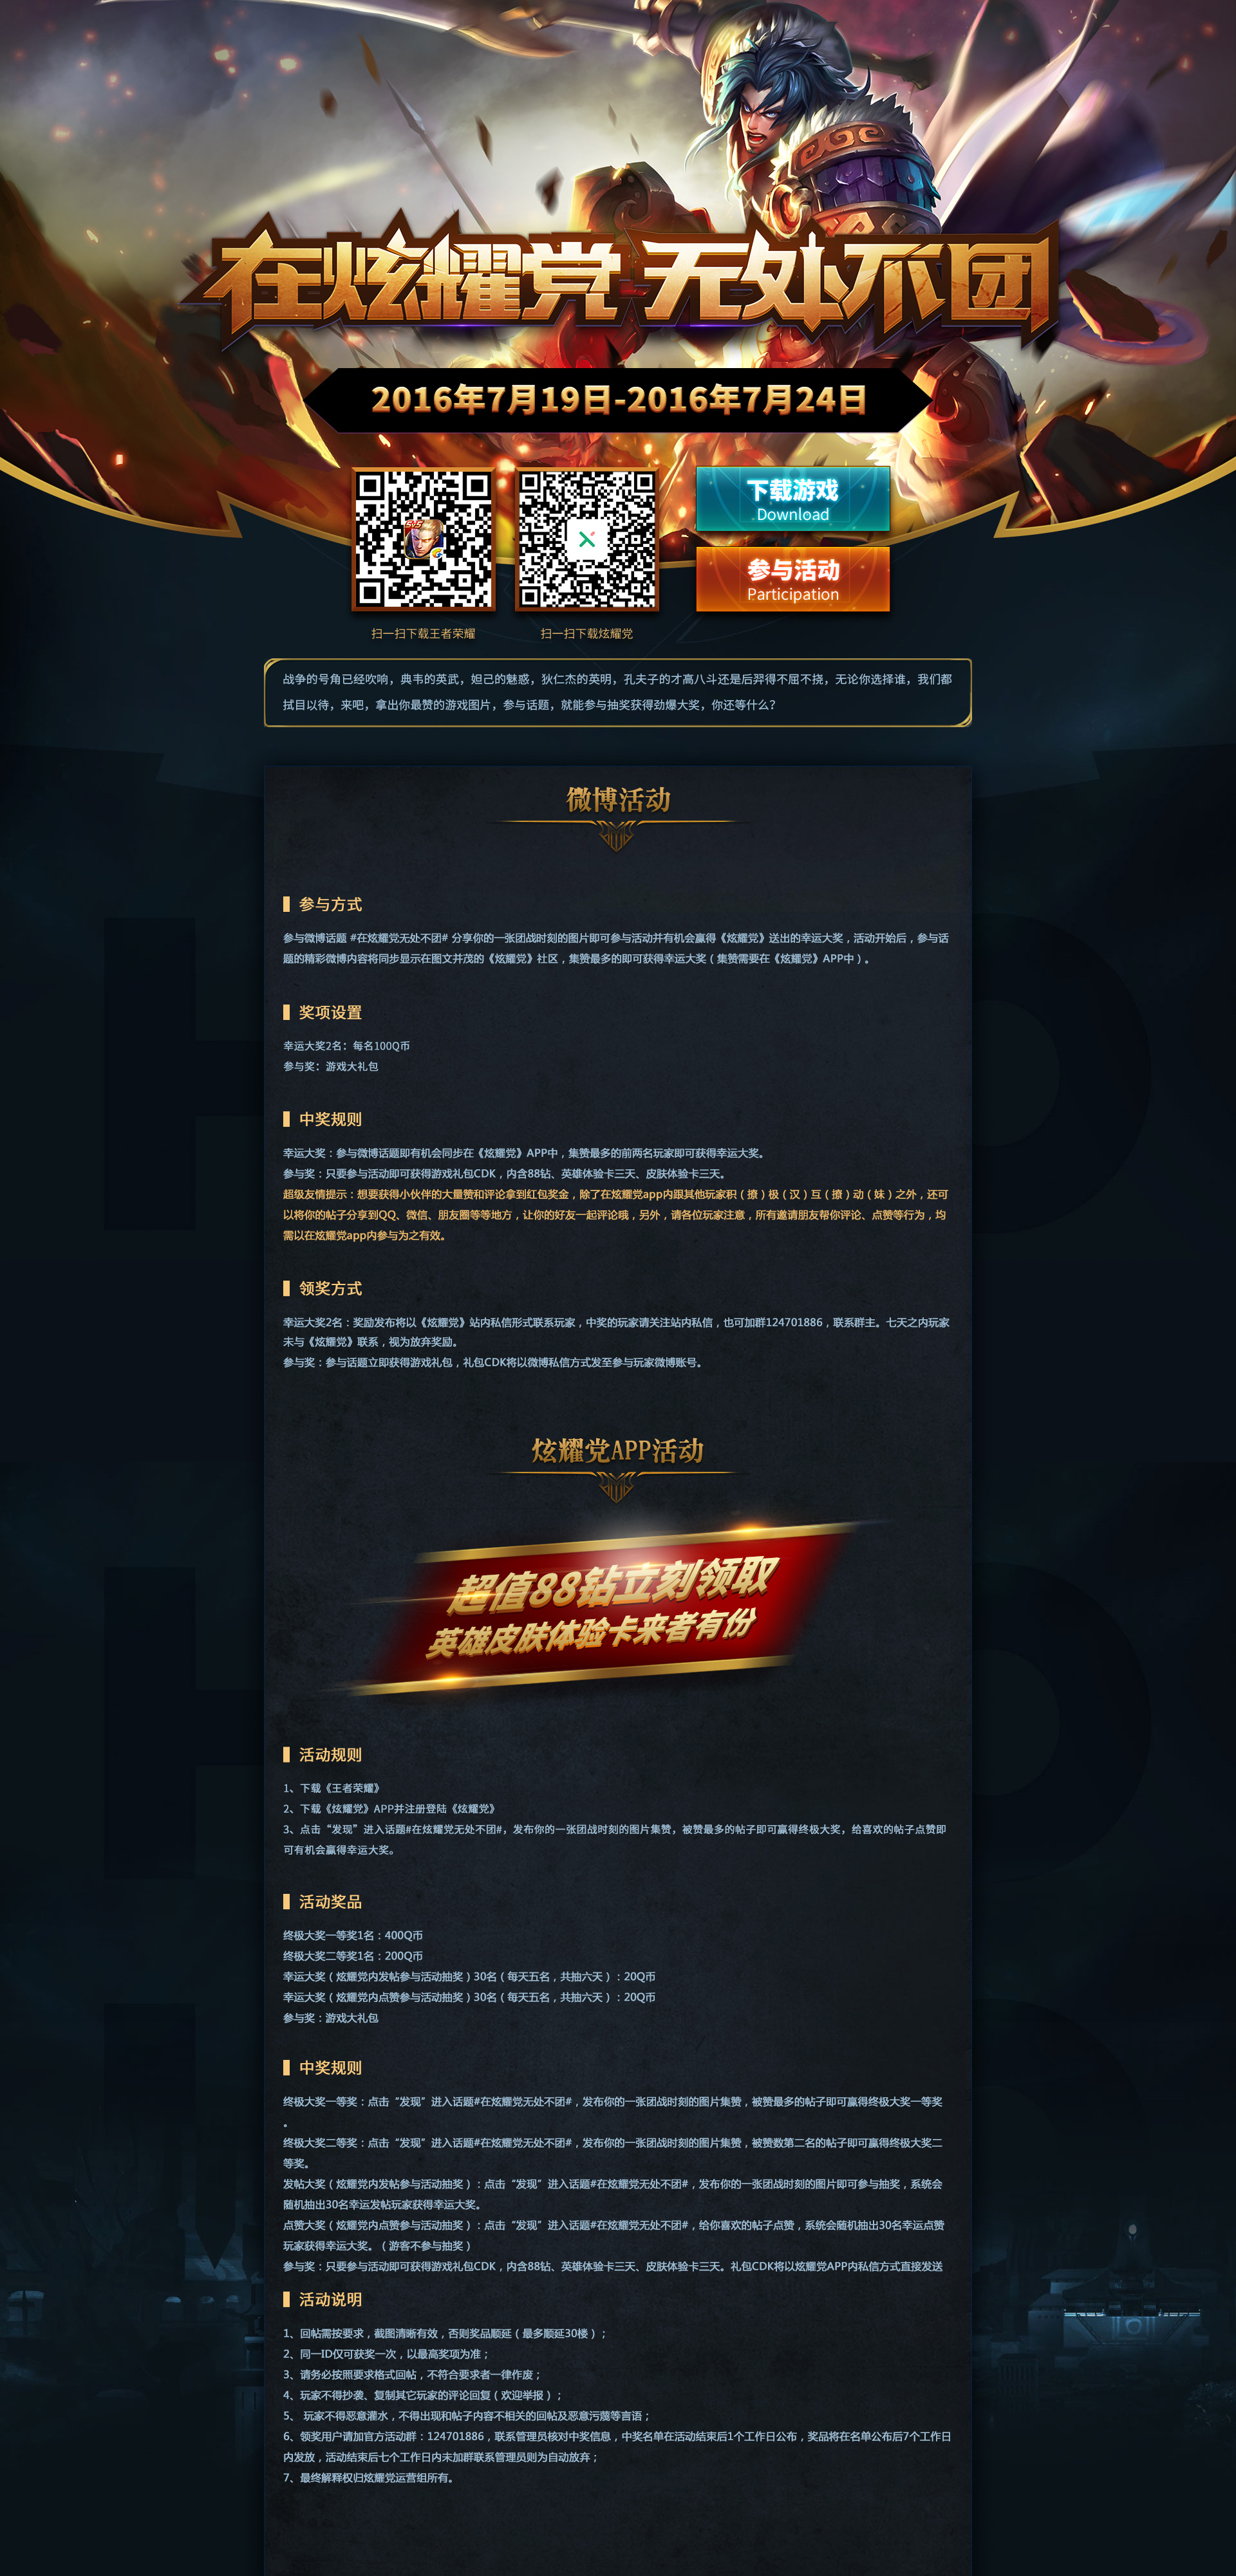 在炫耀党 无处不团
2016年7月19日-2016年7月24日
下载游戏
Download
参与活动
Participation
扫一扫下载王者荣耀
扫一扫下载炫耀党
战争的号角已经吹响，典韦的英武，妲己的魅惑，狄仁杰的英明，孔夫子的才高八斗还是后羿得不屈不挠，无论你选择谁，我们都
拭目以待，来吧，拿出你最赞的游戏图片，参与话题，就能参与抽奖获得劲爆大奖，你还等什么？
微博活动
参与方式
参与微博话题 #在炫耀党无处不团# 分享你的一张团战时刻的图片即可参与活动并有机会赢得《炫耀党》送出的幸运大奖，活动开始后，参与话
题的精彩微博内容将同步显示在图文并茂的《炫耀党》社区，集赞最多的即可获得幸运大奖（集赞需要在《炫耀党》APP中）。
奖项设置
幸运大奖2名：每名100Q币
参与奖：游戏大礼包
中奖规则
幸运大奖：参与微博话题即有机会同步在《炫耀党》APP中，集赞最多的前两名玩家即可获得幸运大奖。
参与奖：只要参与活动即可获得游戏礼包CDK，内含88钻、英雄体验卡三天、皮肤体验卡三天。
超级友情提示：想要获得小伙伴的大量赞和评论拿到红包奖金，除了在炫耀党app内跟其他玩家积（撩）极（汉）互（撩）动（妹）之外，还可
以将你的帖子分享到QQ、微信、朋友圈等等地方，让你的好友一起评论哦，另外，请各位玩家注意，所有邀请朋友帮你评论、点赞等行为，均
需以在炫耀党app内参与为之有效。
领奖方式
幸运大奖2名：奖励发布将以《炫耀党》站内私信形式联系玩家，中奖的玩家请关注站内私信，也可加群124701886，联系群主。七天之内玩家
未与《炫耀党》联系，视为放弃奖励。
参与奖：参与话题立即获得游戏礼包，礼包CDK将以微博私信方式发至参与玩家微博账号。
炫耀党APP活动
超值88钻立刻领取
英雄皮肤体验卡来者有份
活动规则
1、下载《王者荣耀》
2、下载《炫耀党》APP并注册登陆《炫耀党》
3、点击“发现”进入话题#在炫耀党无处不团#，发布你的一张团战时刻的图片集赞，被赞最多的帖子即可赢得终极大奖，给喜欢的帖子点赞即
可有机会赢得幸运大奖。
活动奖品
终极大奖一等奖1名：400Q币
终极大奖二等奖1名：200Q币
幸运大奖（炫耀党内发帖参与活动抽奖）30名（每天五名，共抽六天）：20Q币
幸运大奖（炫耀党内点赞参与活动抽奖）30名（每天五名，共抽六天）：20Q币
参与奖：游戏大礼包
中奖规则
终极大奖一等奖：点击“发现”进入话题#在炫耀党无处不团#，发布你的一张团战时刻的图片集赞，被赞最多的帖子即可赢得终极大奖一等奖
。
终极大奖二等奖：点击“发现”进入话题#在炫耀党无处不团#，发布你的一张团战时刻的图片集赞，被赞数第二名的帖子即可赢得终极大奖二
等奖。
发帖大奖（炫耀党内发帖参与活动抽奖）：点击“发现”进入话题#在炫耀党无处不团#，发布你的一张团战时刻的图片即可参与抽奖，系统会
随机抽出30名幸运发帖玩家获得幸运大奖。
点赞大奖（炫耀党内点赞参与活动抽奖）：点击“发现”进入话题#在炫耀党无处不团#，给你喜欢的帖子点赞，系统会随机抽出30名幸运点赞
玩家获得幸运大奖。（游客不参与抽奖）
参与奖：只要参与活动即可获得游戏礼包CDK，内含88钻、英雄体验卡三天、皮肤体验卡三天。礼包CDK将以炫耀党APP内私信方式直接发送
活动说明
1、回帖需按要求，截图清晰有效，否则奖品顺延（最多顺延30楼）；
2、同一ID仅可获奖一次，以最高奖项为准；
3、请务必按照要求格式回帖，不符合要求者一律作废；
4、玩家不得抄袭、复制其它玩家的评论回复（欢迎举报）；
5、 玩家不得恶意灌水，不得出现和帖子内容不相关的回帖及恶意污蔑等言语；
6、领奖用户请加官方活动群：124701886，联系管理员核对中奖信息，中奖名单在活动结束后1个工作日公布，奖品将在名单公布后7个工作日
内发放，活动结束后七个工作日内未加群联系管理员则为自动放弃；
7、最终解释权归炫耀党运营组所有。